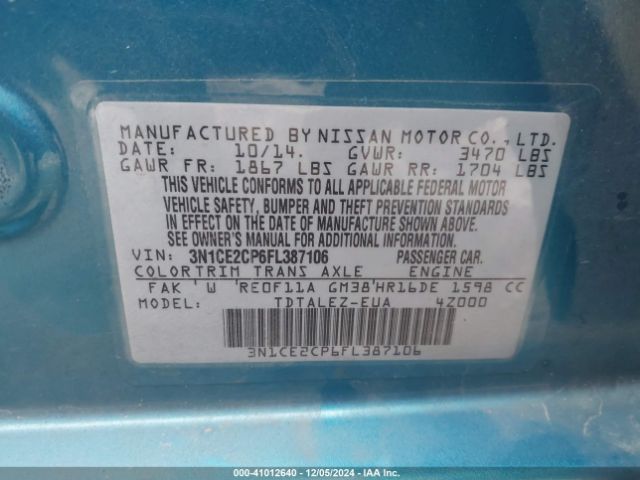 MANUFACTURED BY NISSAN MOTOR CO., LTD.
DATE: 10/14. GVWR: 3470 LBS
GAWR FR: 1867 LBS GAWR RR: 1704 LBS
THIS VEHICLE CONFORMS TO ALL APPLICABLE FEDERAL MOTOR
VEHICLE SAFETY, BUMPER AND THEFT PREVENTION STANDARDS
IN EFFECT ON THE DATE OF MANUFACTURE SHOWN ABOVE.
SEE OWNER'S MANUAL FOR ADDITIONAL INFORMATION.
VIN: 3N1CE2CP6FL387106 PASSENGER CAR.
COLOR TRIM TRANS AXLE ENGINE
FAK 'W 'RE0F11A GM38'HR16DE 1598 CC
MODEL: TDTALEZ-EUA 4Z000
3N1CE2CP6FL387106
000-41012640 - 12/05/2024 - IAA Inc.